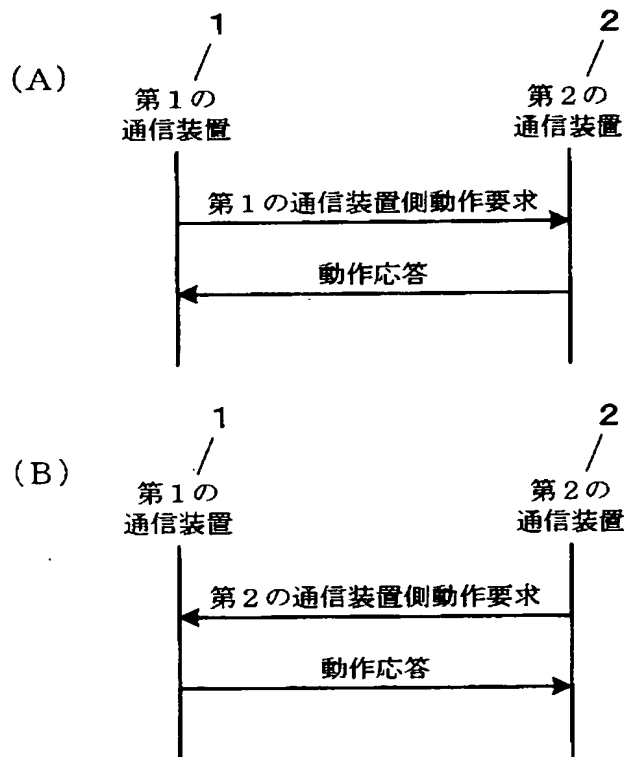 1
2
(A)
第1の
通信装置
第2の
通信装置
第1の通信装置側動作要求
動作応答
1
2
(B)
第1の
通信装置
第2の
通信装置
第2の通信装置側動作要求
動作応答